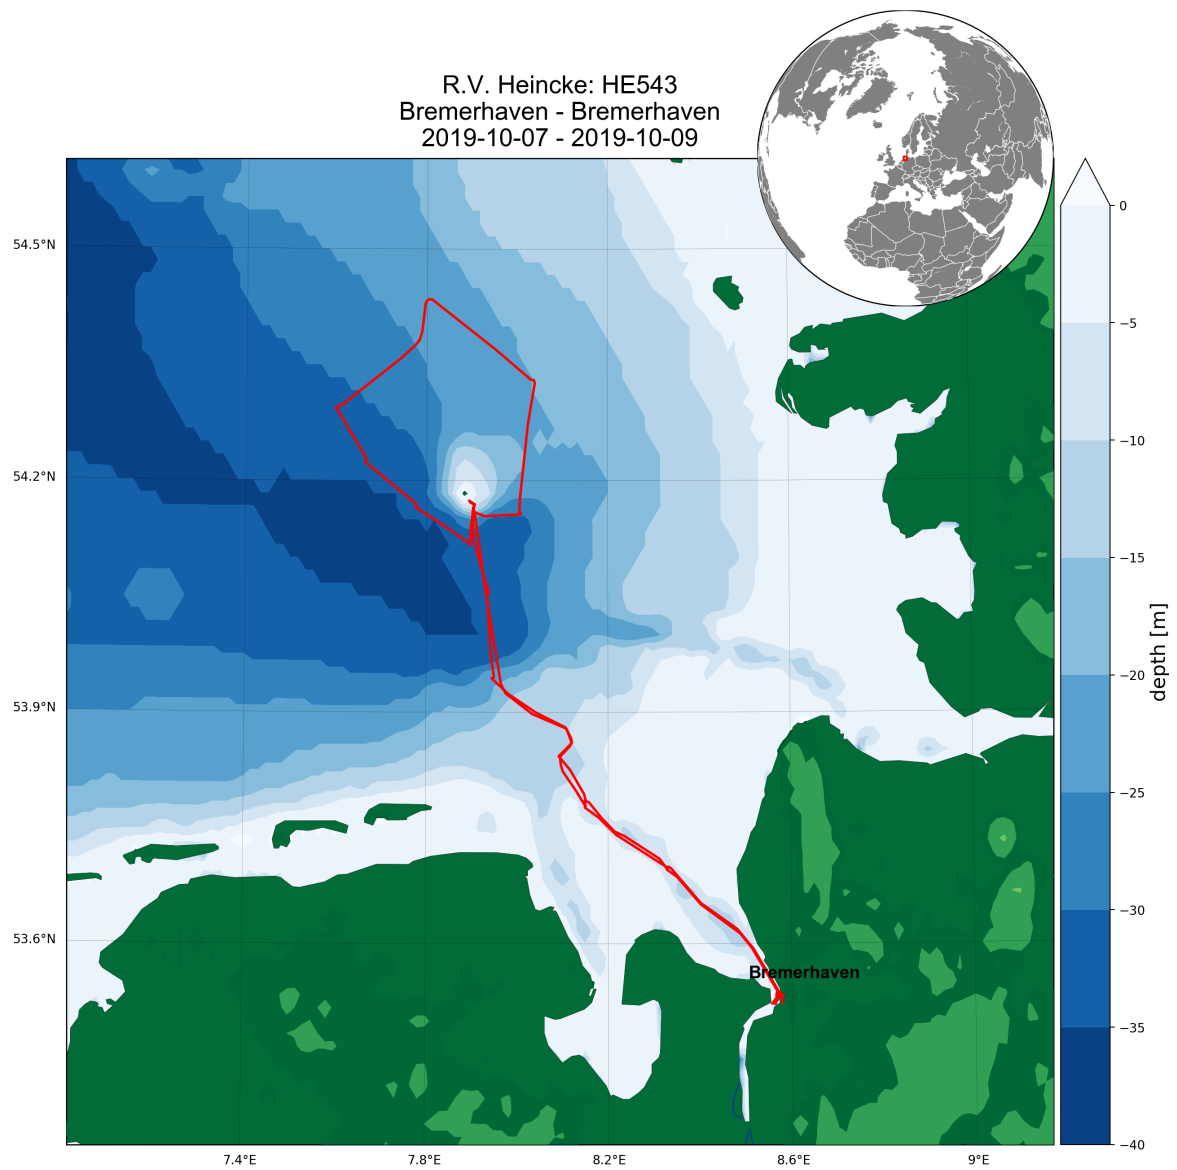 R.V. Heincke: HE543
Bremerhaven - Bremerhaven
2019-10-07 - 2019-10-09
54.5°N
54.2°N
53.9°N
53.6°N
Bremerhaven
7.4°E
7.8°E
8.2°E
8.6°E
9°E
0
−5
−10
−15
−20
−25
−30
−35
−40
depth [m]